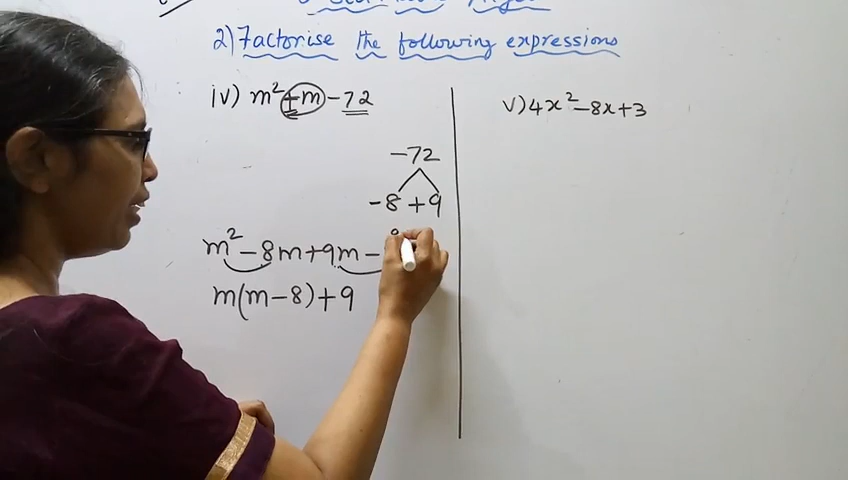 2) Factorise the following expressions
iv) m² + m - 72
-72
-8 +9
m² - 8m + 9m -
m(m - 8) + 9
v) 4x² - 8x + 3